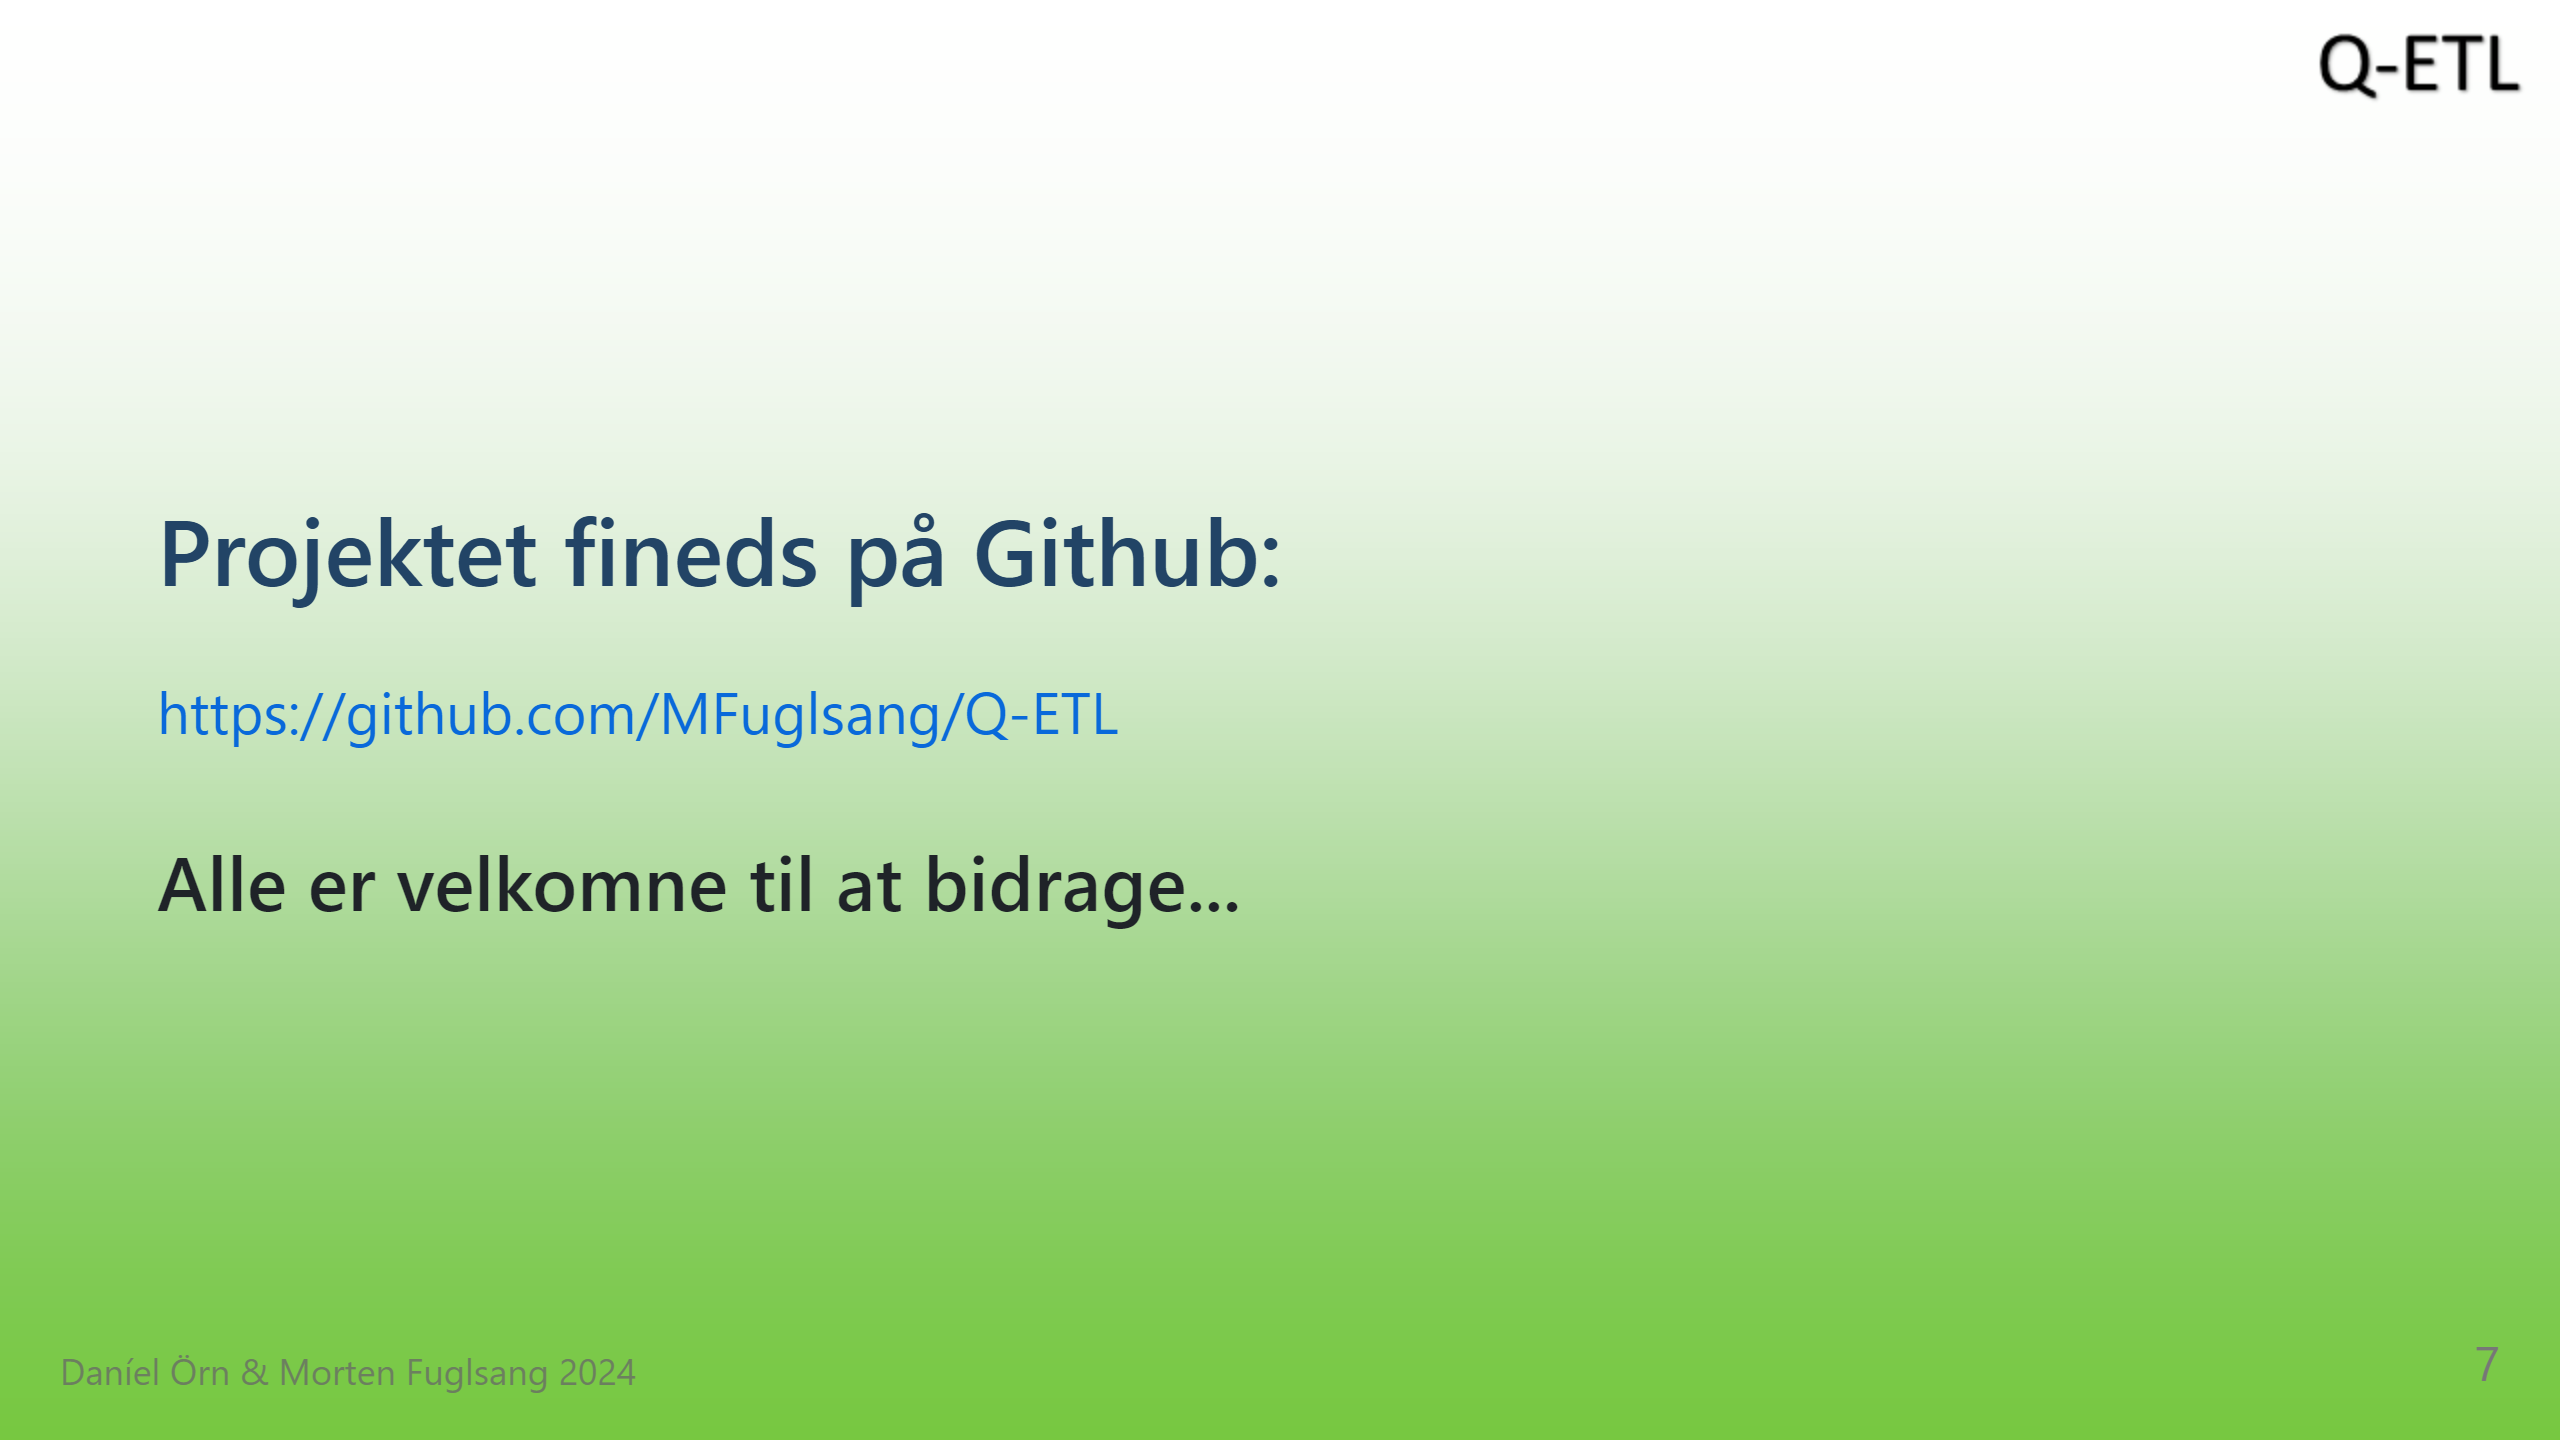 Q-ETL
Projektet fineds på Github:
https://github.com/MFuglsang/Q-ETL
Alle er velkomne til at bidrage...
Daníel Örn & Morten Fuglsang 2024
7